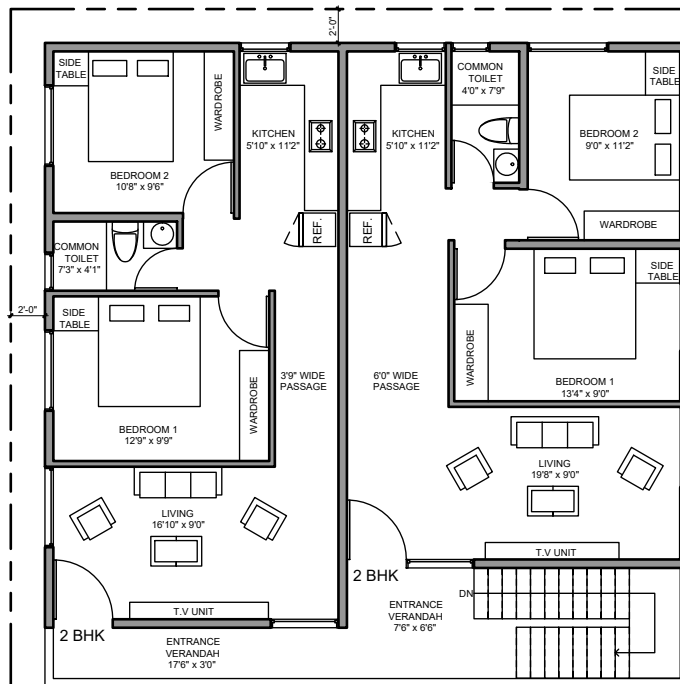 2'-0"
SIDE
TABLE
WARDROBE
BEDROOM 2
10'8" x 9'6"
KITCHEN
5'10" x 11'2"
REF.
KITCHEN
5'10" x 11'2"
REF.
COMMON
TOILET
4'0" x 7'9"
SIDE
TABLE
BEDROOM 2
9'0" x 11'2"
WARDROBE
COMMON
TOILET
7'3" x 4'1"
2'-0"
SIDE
TABLE
WARDROBE
BEDROOM 1
12'9" x 9'9"
3'9" WIDE
PASSAGE
6'0" WIDE
PASSAGE
SIDE
TABLE
WARDROBE
BEDROOM 1
13'4" x 9'0"
LIVING
16'10" x 9'0"
T.V UNIT
LIVING
19'8" x 9'0"
T.V UNIT
2 BHK
2 BHK
ENTRANCE
VERANDAH
17'6" x 3'0"
ENTRANCE
VERANDAH
7'6" x 6'6"
DN